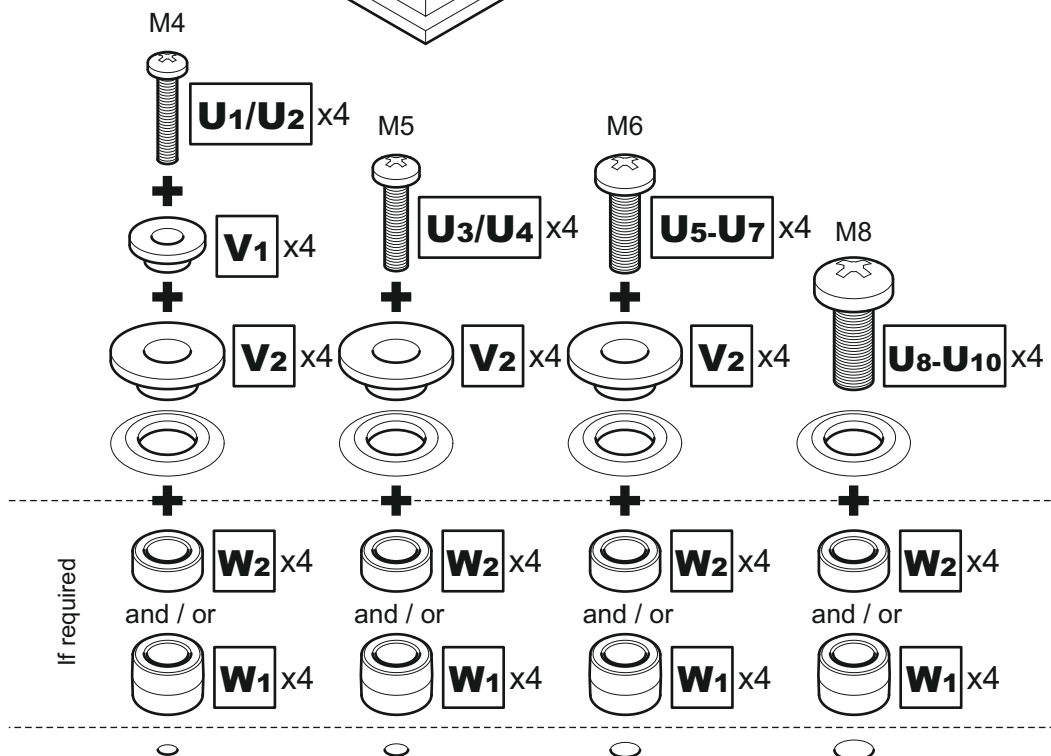 M4
U1/U2 x4
M5
M6
U3/U4 x4
U5-U7 x4
M8
V1 x4
V2 x4
V2 x4
V2 x4
U8-U10 x4
If required
W2 x4
W2 x4
W2 x4
W2 x4
and / or
and / or
and / or
and / or
W1 x4
W1 x4
W1 x4
W1 x4